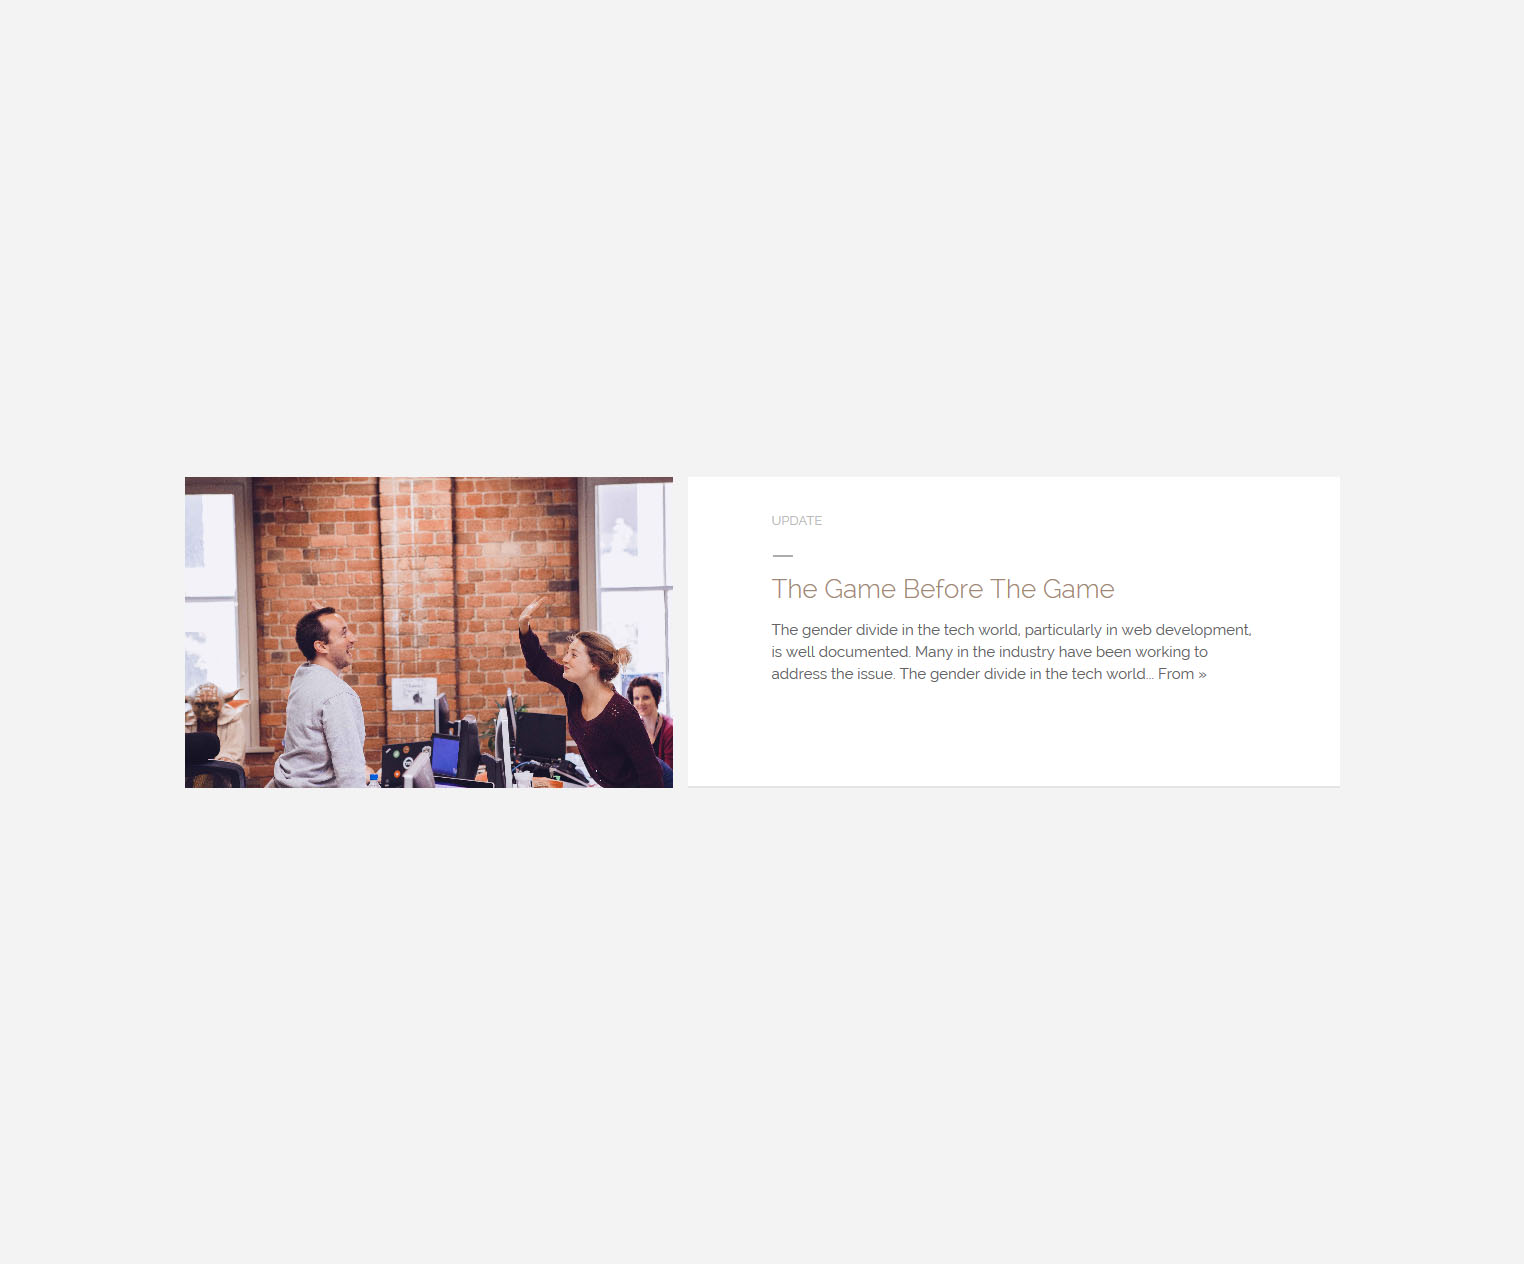 UPDATE
The Game Before The Game
The gender divide in the tech world, particularly in web development,
is well documented. Many in the industry have been working to
address the issue. The gender divide in the tech world... From »